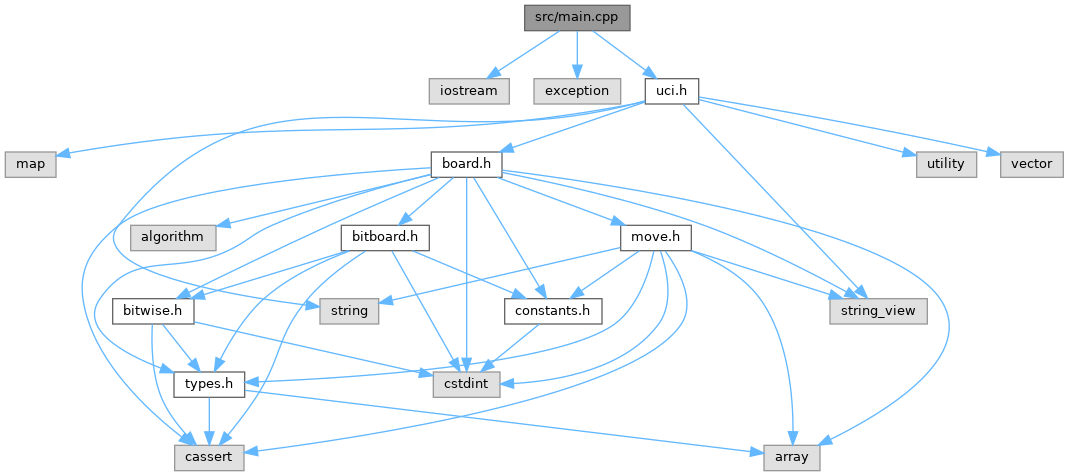 src/main.cpp
iostream
exception
uci.h
map
board.h
utility
vector
algorithm
bitboard.h
move.h
bitwise.h
string
constants.h
string_view
types.h
cstdint
cassert
array